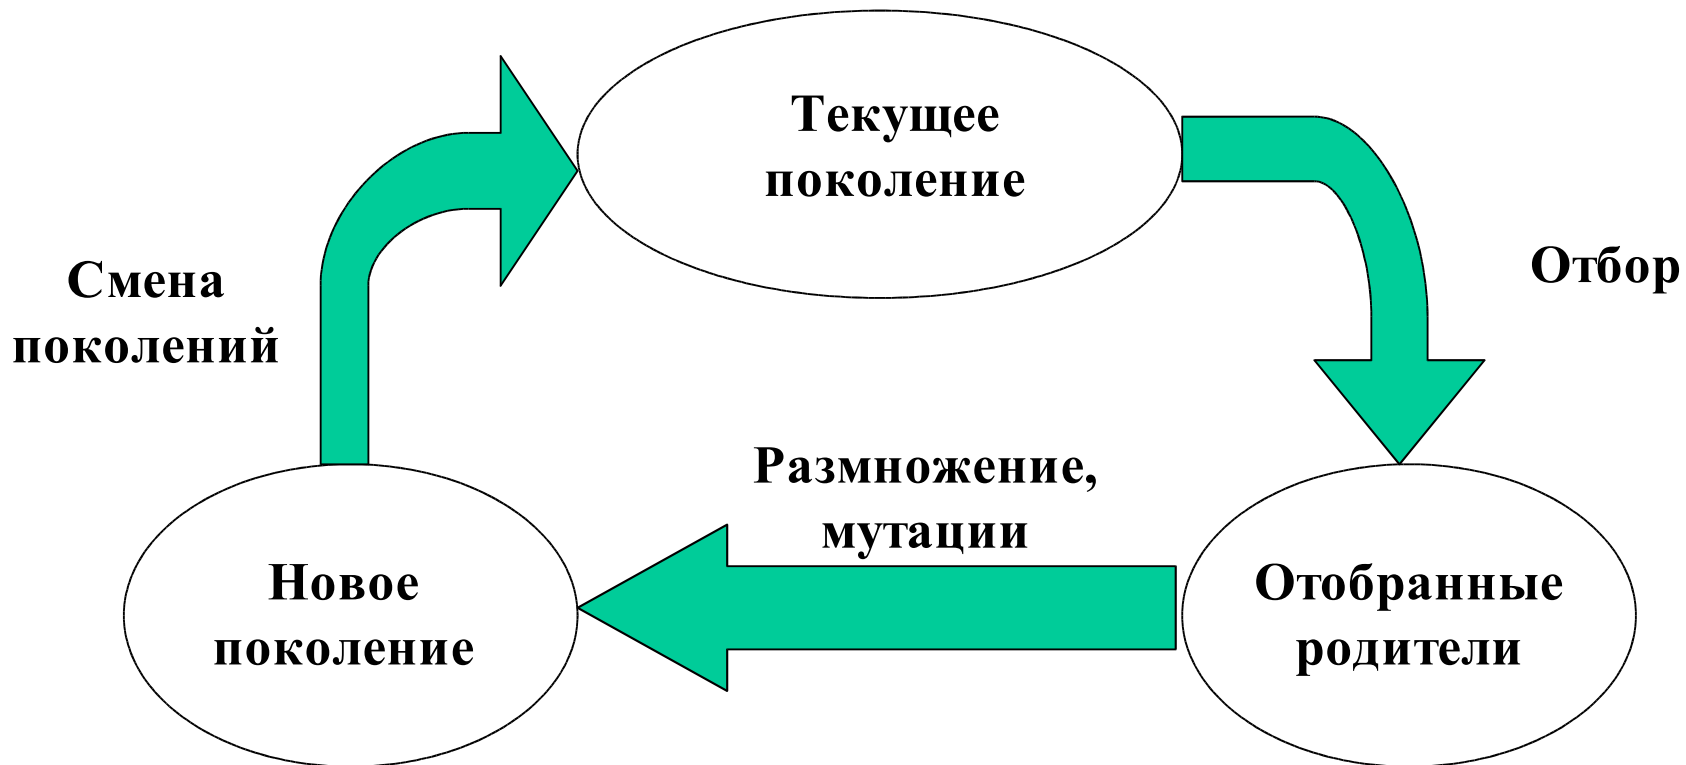 Текущее
поколение
Отбор
Смена
поколений
Размножение,
мутации
Новое
поколение
Отобранные
родители